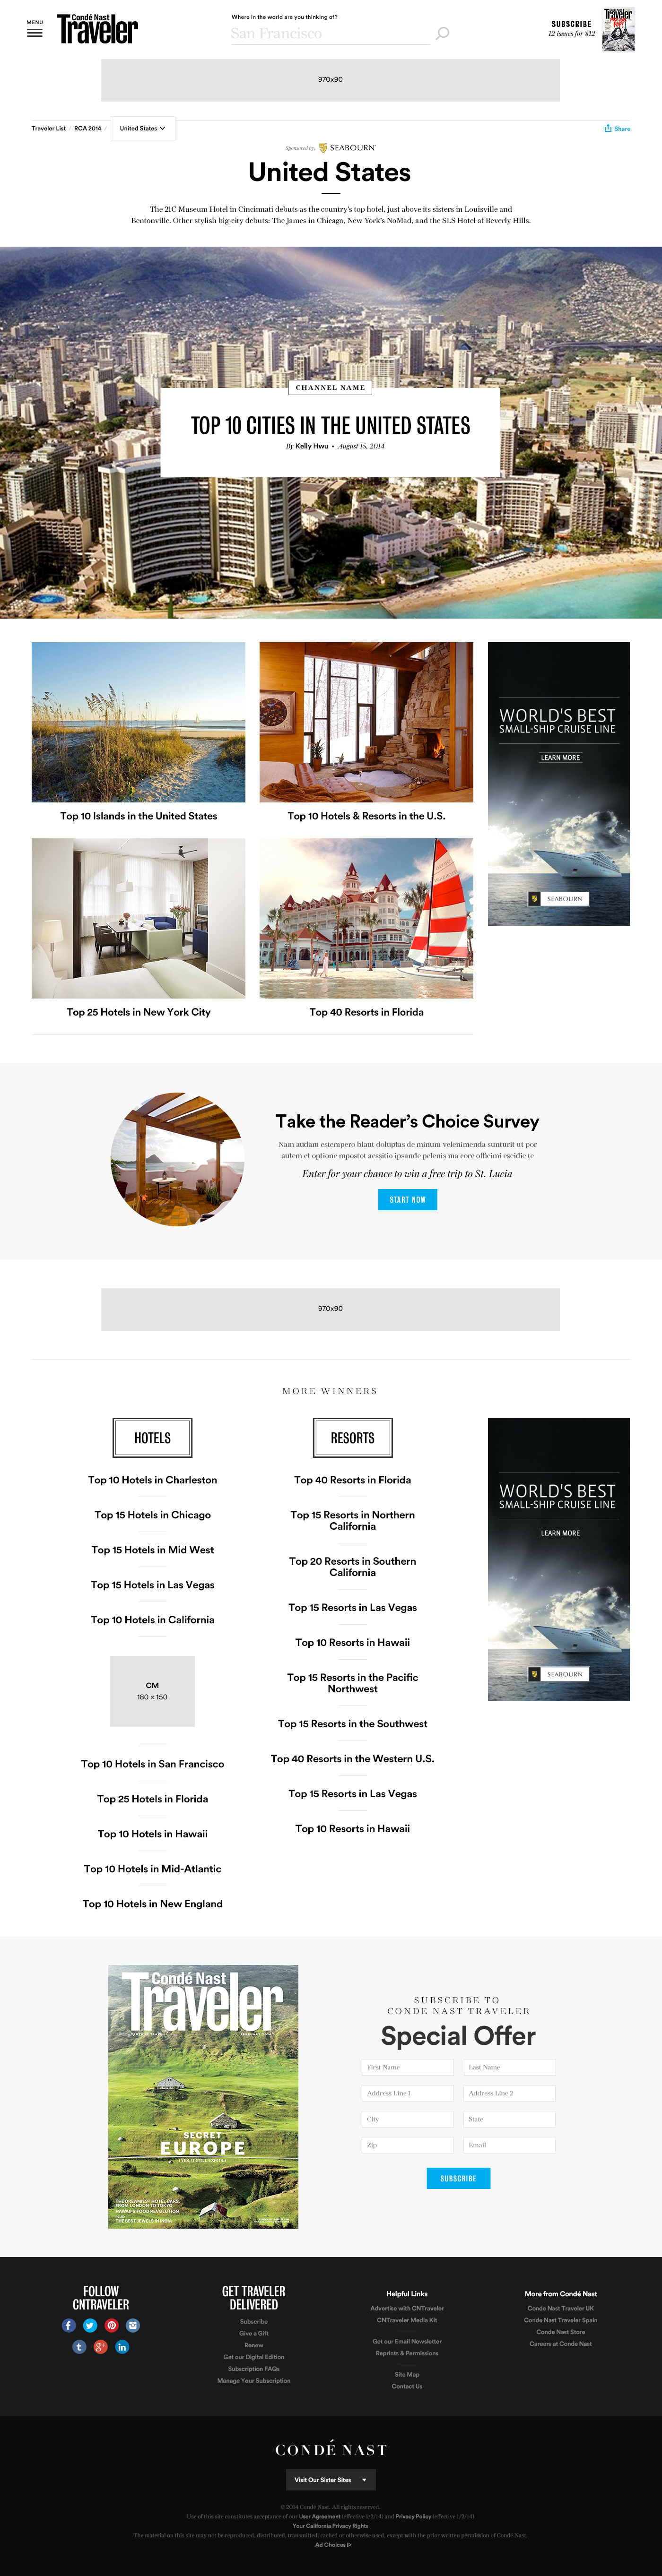 MENU
Condé Nast
Traveler
Where in the world are you thinking of?
San Francisco
SUBSCRIBE
12 issues for $12
Traveler
970x90
Traveler List / RCA 2014 /
United States
Share
Sponsored by:
SEABOURN
United States
The 21C Museum Hotel in Cincinnati debuts as the country's top hotel, just above its sisters in Louisville and
Bentonville. Other stylish big-city debuts: The James in Chicago, New York's NoMad, and the SLS Hotel at Beverly Hills.
CHANNEL NAME
TOP 10 CITIES IN THE UNITED STATES
By Kelly Hwu • August 15, 2014
Top 10 Islands in the United States
Top 10 Hotels & Resorts in the U.S.
WORLD'S BEST
SMALL-SHIP CRUISE LINE
LEARN MORE
SEABOURN
Top 25 Hotels in New York City
Top 40 Resorts in Florida
Take the Reader's Choice Survey
Nam audam estempero blaut doluptas de minum velenimenda sunturit ut por
autem et optione mpostot aessitio ipsande pelenis ma core officimi oscidic te
Enter for your chance to win a free trip to St. Lucia
START NOW
970x90
MORE WINNERS
HOTELS
Top 10 Hotels in Charleston
Top 15 Hotels in Chicago
Top 15 Hotels in Mid West
Top 15 Hotels in Las Vegas
Top 10 Hotels in California
CM
180 × 150
Top 10 Hotels in San Francisco
Top 25 Hotels in Florida
Top 10 Hotels in Hawaii
Top 10 Hotels in Mid-Atlantic
Top 10 Hotels in New England
RESORTS
Top 40 Resorts in Florida
Top 15 Resorts in Northern
California
Top 20 Resorts in Southern
California
Top 15 Resorts in Las Vegas
Top 10 Resorts in Hawaii
Top 15 Resorts in the Pacific
Northwest
Top 15 Resorts in the Southwest
Top 40 Resorts in the Western U.S.
Top 15 Resorts in Las Vegas
Top 10 Resorts in Hawaii
WORLD'S BEST
SMALL-SHIP CRUISE LINE
LEARN MORE
SEABOURN
Condé Nast
Traveler
SECRET
EUROPE
(YES, IT STILL EXISTS)
THE DREAMIEST HOTEL BARS,
FROM LONDON TO TOKYO
HAWAII'S FOOD REVOLUTION
THE BEST JEWELS IN INDIA
SUBSCRIBE TO
CONDE NAST TRAVELER
Special Offer
First Name
Last Name
Address Line 1
Address Line 2
City
State
Zip
Email
SUBSCRIBE
FOLLOW
CNTRAVELER
GET TRAVELER
DELIVERED
Subscribe
Give a Gift
Renew
Get our Digital Edition
Subscription FAQs
Manage Your Subscription
Helpful Links
Advertise with CNTraveler
CNTraveler Media Kit
Get our Email Newsletter
Reprints & Permissions
Site Map
Contact Us
More from Condé Nast
Conde Nast Traveler UK
Conde Nast Traveler Spain
Conde Nast Store
Careers at Conde Nast
CONDÉ NAST
Visit Our Sister Sites
© 2014 Condé Nast. All rights reserved.
Use of this site constitutes acceptance of our User Agreement (effective 1/2/14) and Privacy Policy (effective 1/2/14)
Your California Privacy Rights
The material on this site may not be reproduced, distributed, transmitted, cached or otherwise used, except with the prior written permission of Condé Nast.
Ad Choices